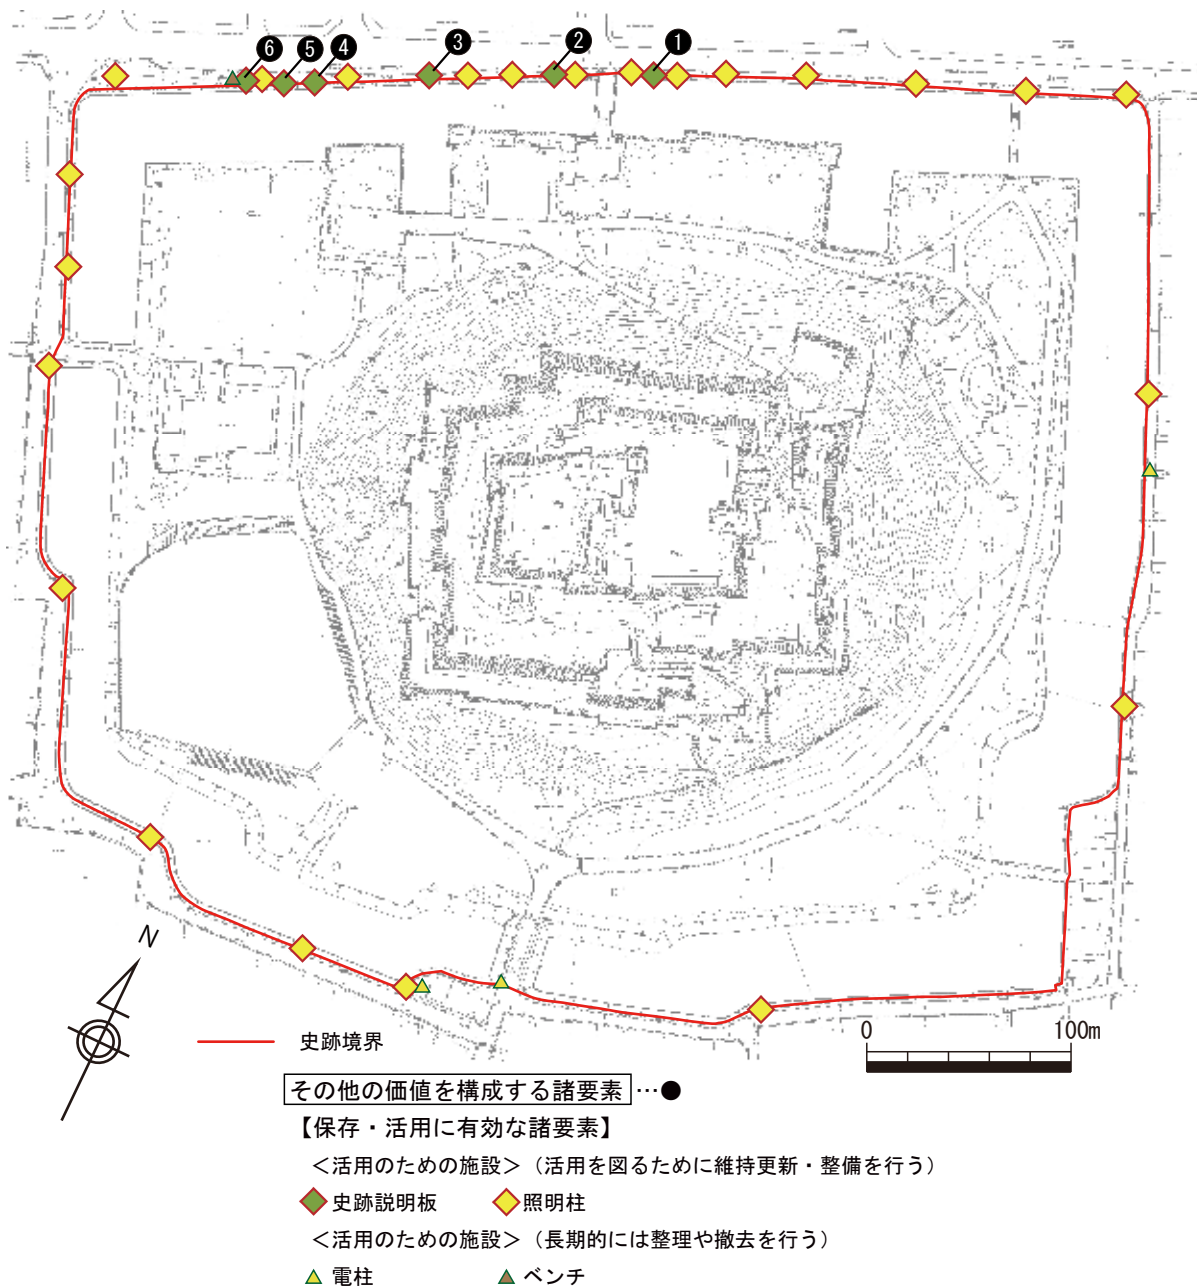 ❻ ❺ ❹ ❸ ❷ ❶
N
0 100m
史跡境界
その他の価値を構成する諸要素 …●
【保存・活用に有効な諸要素】
＜活用のための施設＞（活用を図るために維持更新・整備を行う）
史跡説明板 照明柱
＜活用のための施設＞（長期的には整理や撤去を行う）
電柱 ベンチ